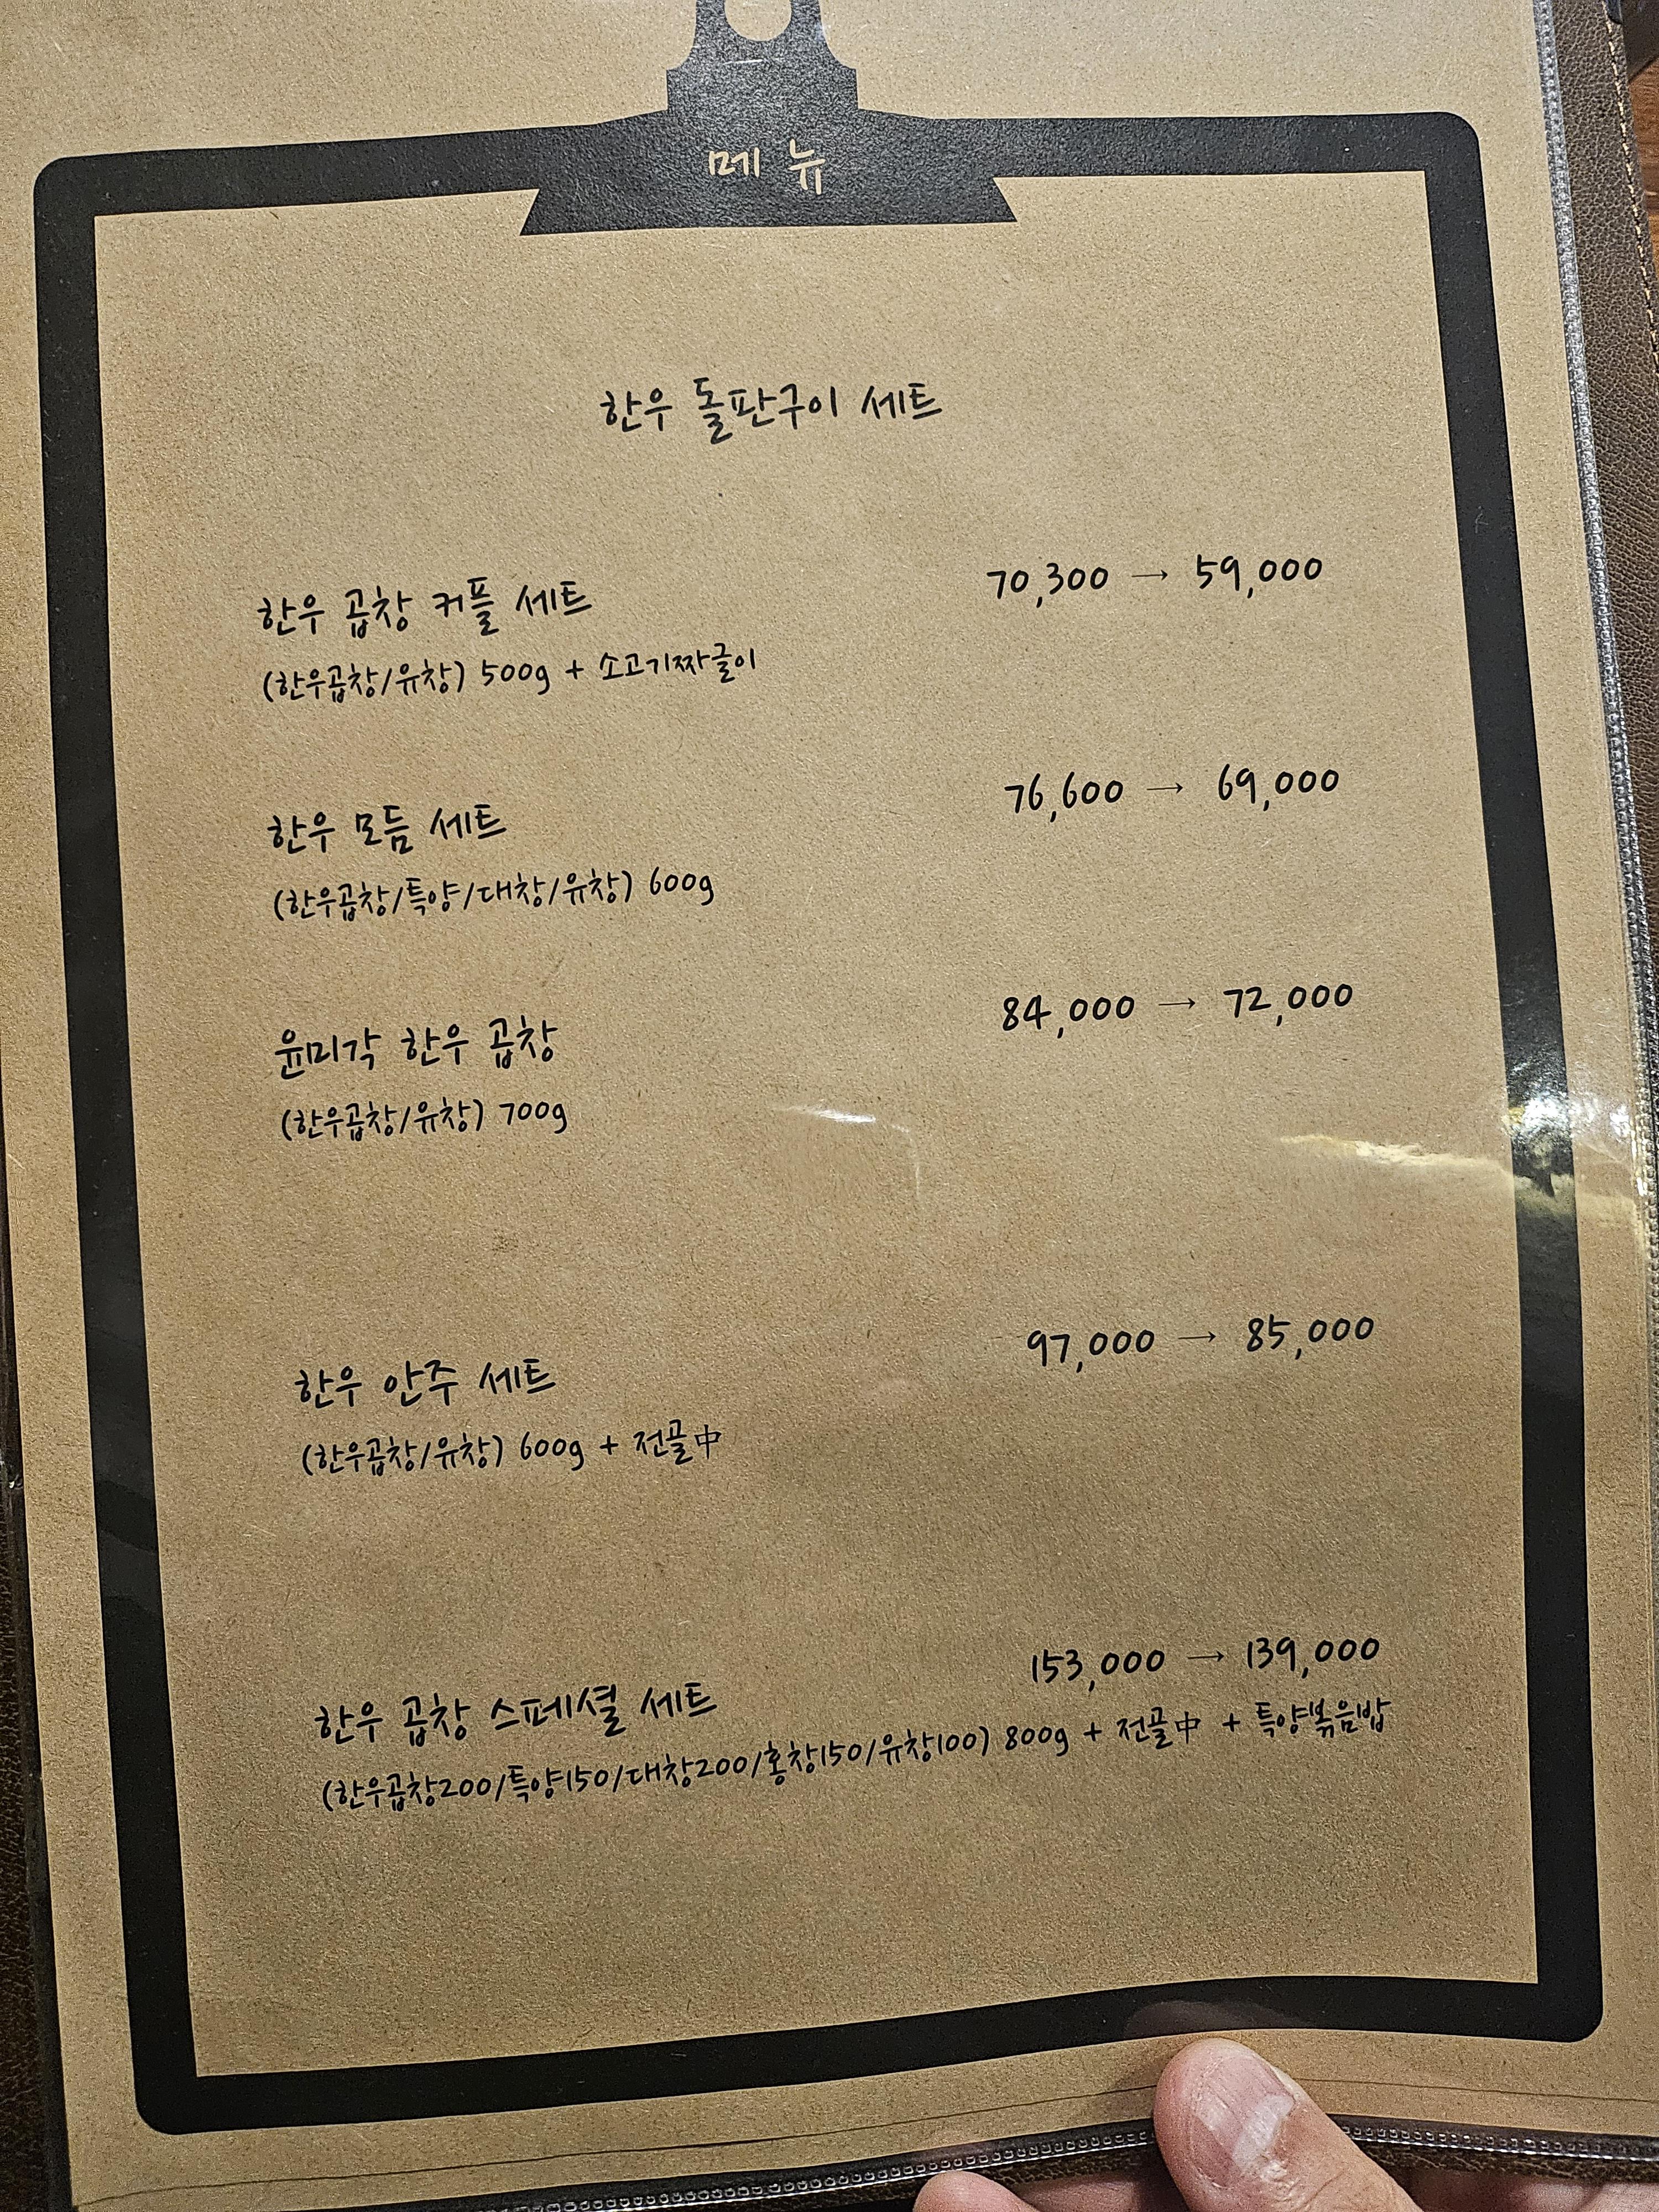 메뉴
한우 돌판구이 세트
한우 곱창 커플 세트 70,300 → 59,000
(한우곱창/유창) 500g + 소고기짜글이
한우 모듬 세트 76,600 → 69,000
(한우곱창/특양/대창/유창) 600g
윤미각 한우 곱창 84,000 → 72,000
(한우곱창/유창) 700g
한우 안주 세트 97,000 → 85,000
(한우곱창/유창) 600g + 전골中
한우 곱창 스페셜 세트 153,000 → 139,000
(한우곱창200/특양150/대창200/홍창150/유창100) 800g + 전골中 + 특양볶음밥